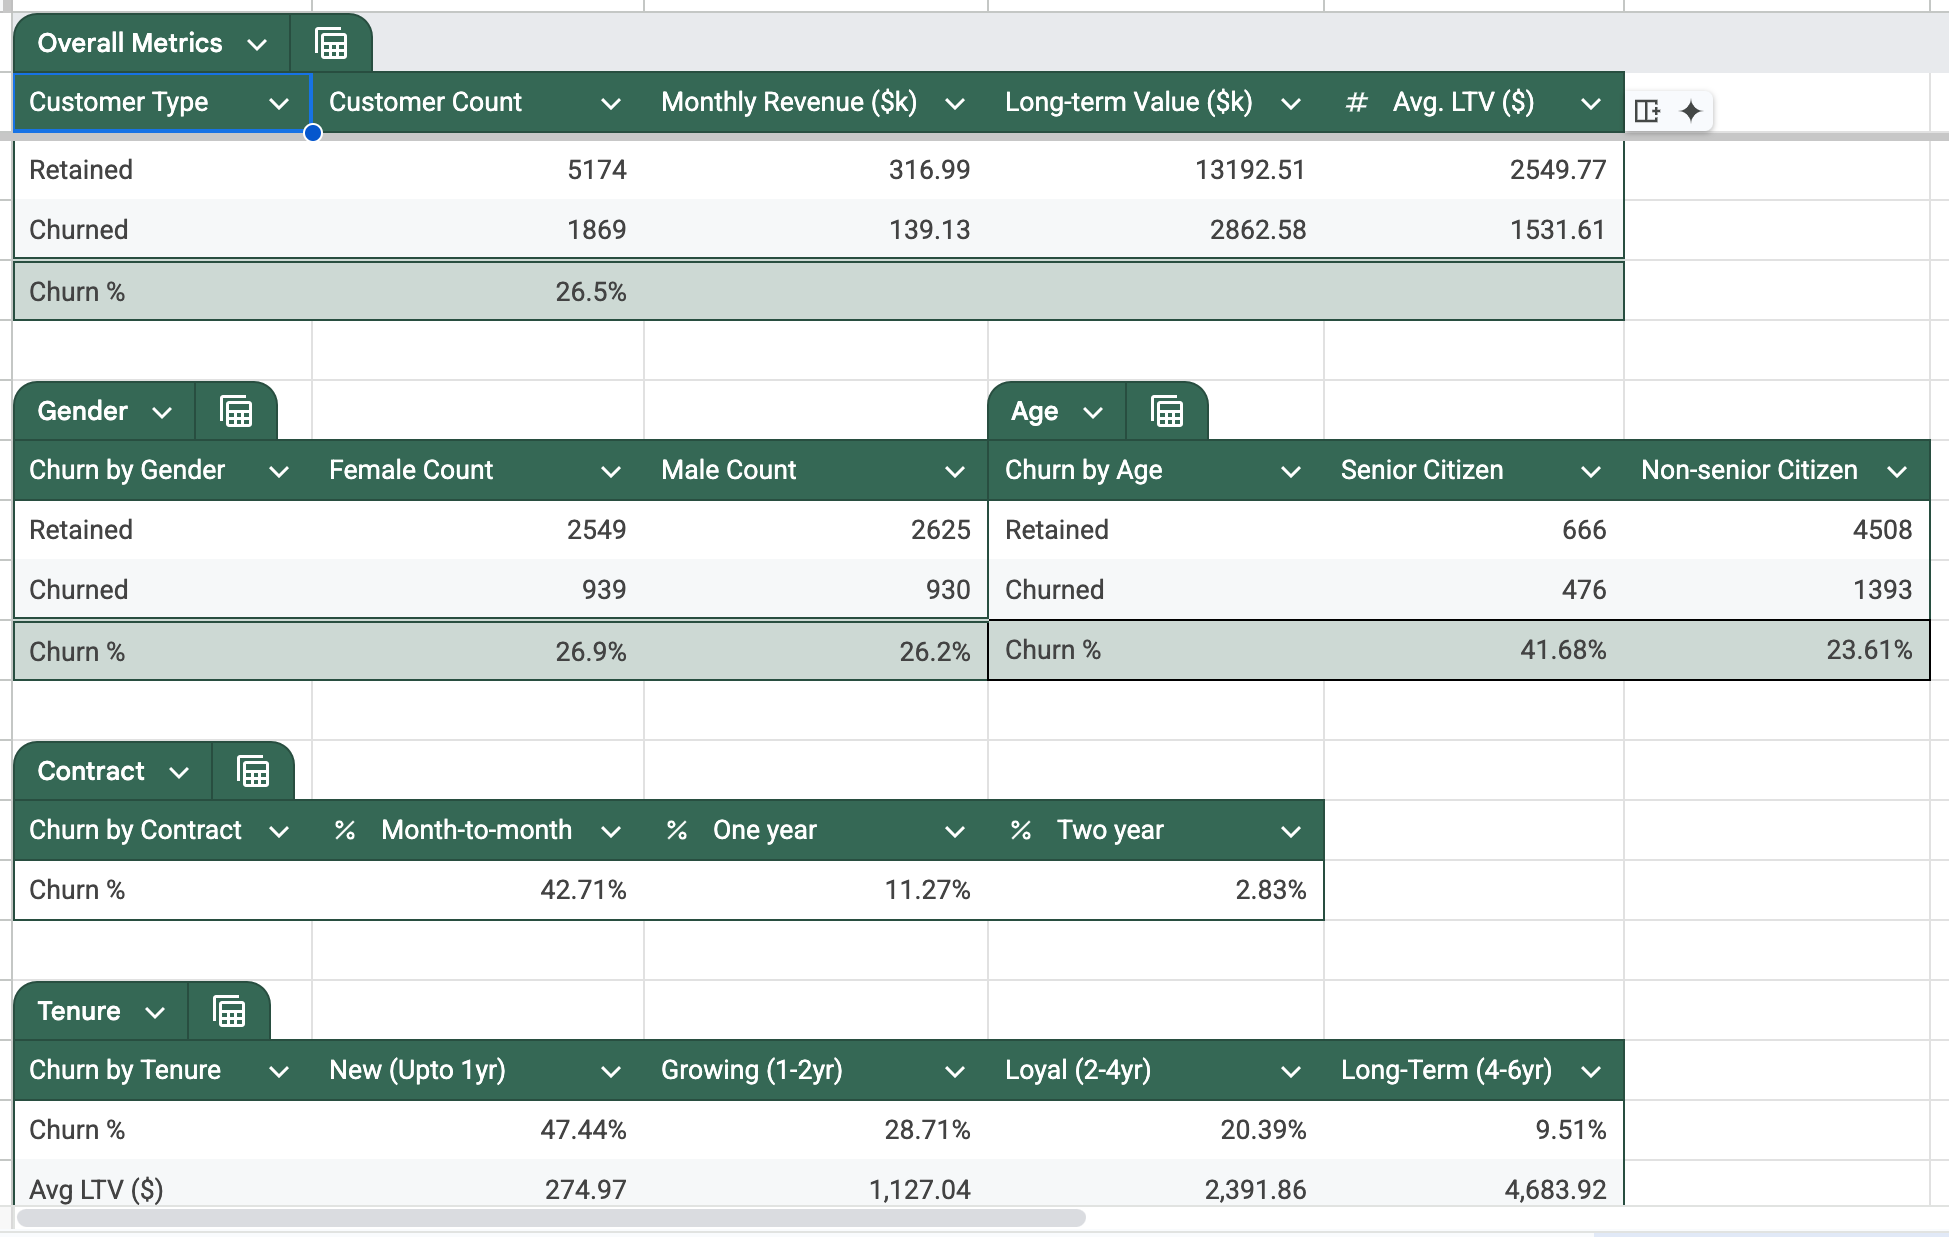 Overall Metrics
Customer Type Customer Count Monthly Revenue ($k) Long-term Value ($k) # Avg. LTV ($)
Retained 5174 316.99 13192.51 2549.77
Churned 1869 139.13 2862.58 1531.61
Churn % 26.5%
Gender Age
Churn by Gender Female Count Male Count Churn by Age Senior Citizen Non-senior Citizen
Retained 2549 2625 Retained 666 4508
Churned 939 930 Churned 476 1393
Churn % 26.9% 26.2% Churn % 41.68% 23.61%
Contract
Churn by Contract % Month-to-month % One year % Two year
Churn % 42.71% 11.27% 2.83%
Tenure
Churn by Tenure New (Upto 1yr) Growing (1-2yr) Loyal (2-4yr) Long-Term (4-6yr)
Churn % 47.44% 28.71% 20.39% 9.51%
Avg LTV ($) 274.97 1,127.04 2,391.86 4,683.92